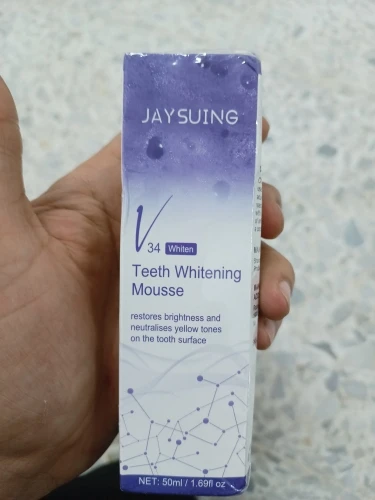 JAYSUING
V34 Whiten
Teeth Whitening
Mousse
restores brightness and
neutralises yellow tones
on the tooth surface
NET: 50ml / 1.69fl oz